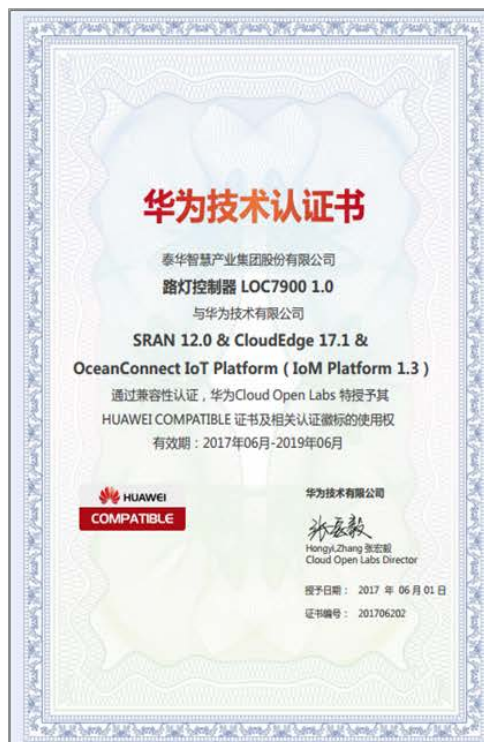 华为技术认证书
泰华智慧产业集团股份有限公司
路灯控制器 LOC7900 1.0
与华为技术有限公司
SRAN 12.0 & CloudEdge 17.1 &
OceanConnect IoT Platform（IoM Platform 1.3）
通过兼容性认证，华为Cloud Open Labs 特授予其
HUAWEI COMPATIBLE 证书及相关认证徽标的使用权
有效期：2017年06月-2019年06月
HUAWEI
COMPATIBLE
华为技术有限公司
张宏毅
Hongyi,Zhang 张宏毅
Cloud Open Labs Director
授予日期： 2017 年 06 月 01 日
证书编号： 201706202